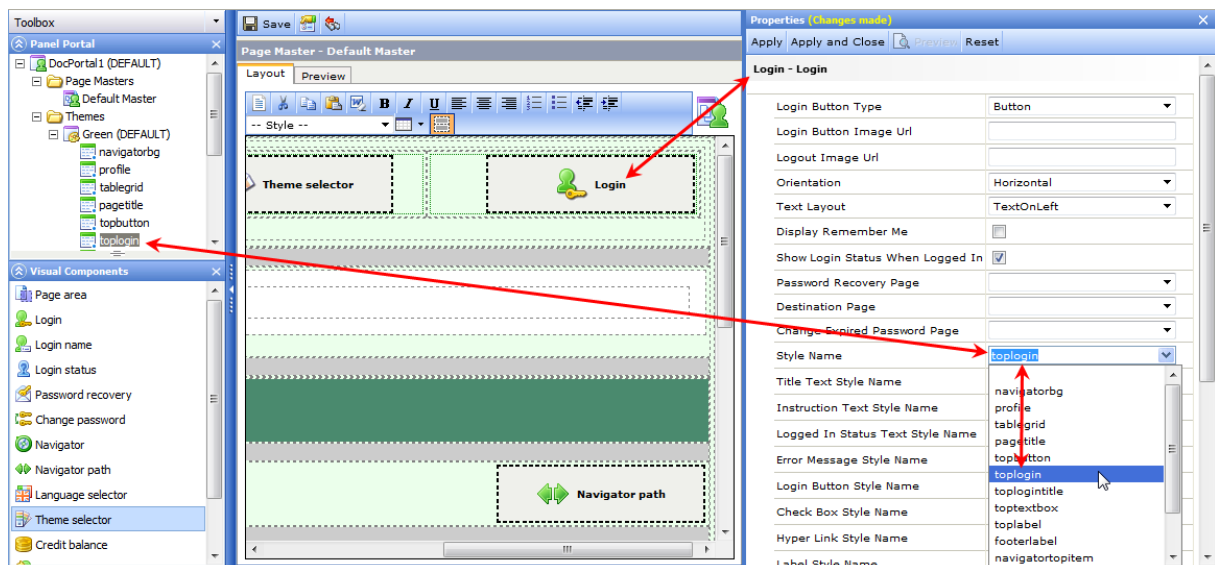 Toolbox
Panel Portal
DocPortal1 (DEFAULT)
Page Masters
Default Master
Themes
Green (DEFAULT)
navigatorbg
profile
tablegrid
pagetitle
topbutton
toplogin
Visual Components
Page area
Login
Login name
Login status
Password recovery
Change password
Navigator
Navigator path
Language selector
Theme selector
Credit balance
Save
Page Master - Default Master
Layout Preview
B I U
-- Style --
Theme selector
Login
Navigator path
Properties (Changes made)
Apply Apply and Close Preview Reset
Login - Login
Login Button Type Button
Login Button Image Url
Logout Image Url
Orientation Horizontal
Text Layout TextOnLeft
Display Remember Me
Show Login Status When Logged In
Password Recovery Page
Destination Page
Change Expired Password Page
Style Name toplogin
Title Text Style Name
Instruction Text Style Name
Logged In Status Text Style Name
Error Message Style Name
Login Button Style Name
Check Box Style Name
Hyper Link Style Name
Label Style Name
navigatorbg
profile
tablegrid
pagetitle
topbutton
toplogin
toplogintitle
toptextbox
toplabel
footerlabel
navigatortopitem